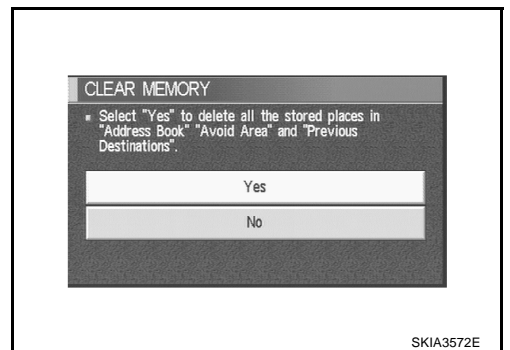 CLEAR MEMORY
▪ Select "Yes" to delete all the stored places in
"Address Book" "Avoid Area" and "Previous
Destinations".
Yes
No
SKIA3572E